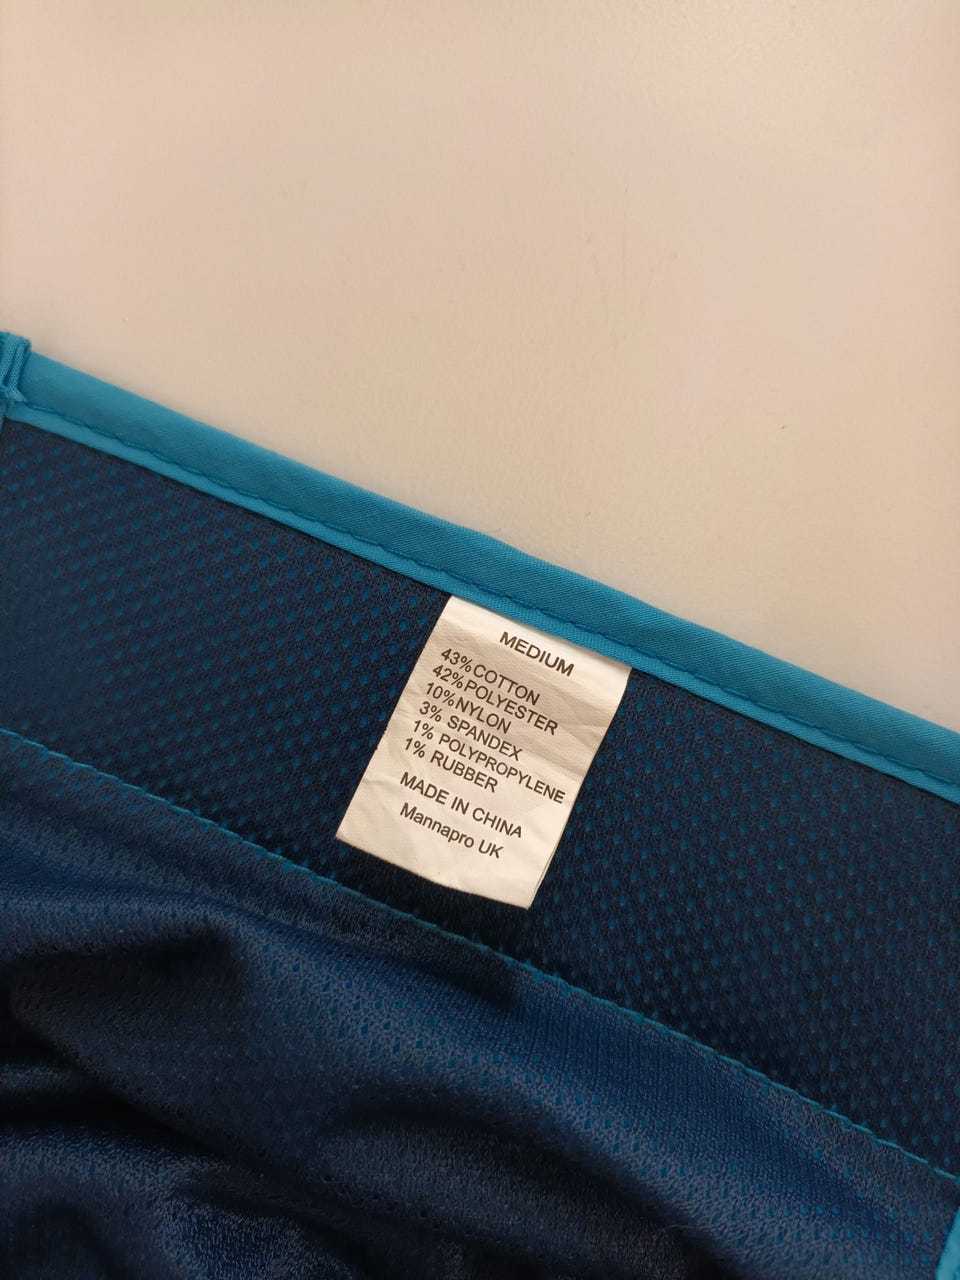 MEDIUM
43%COTTON
42%POLYESTER
10%NYLON
3% SPANDEX
1% POLYPROPYLENE
1% RUBBER
MADE IN CHINA
Mannapro UK